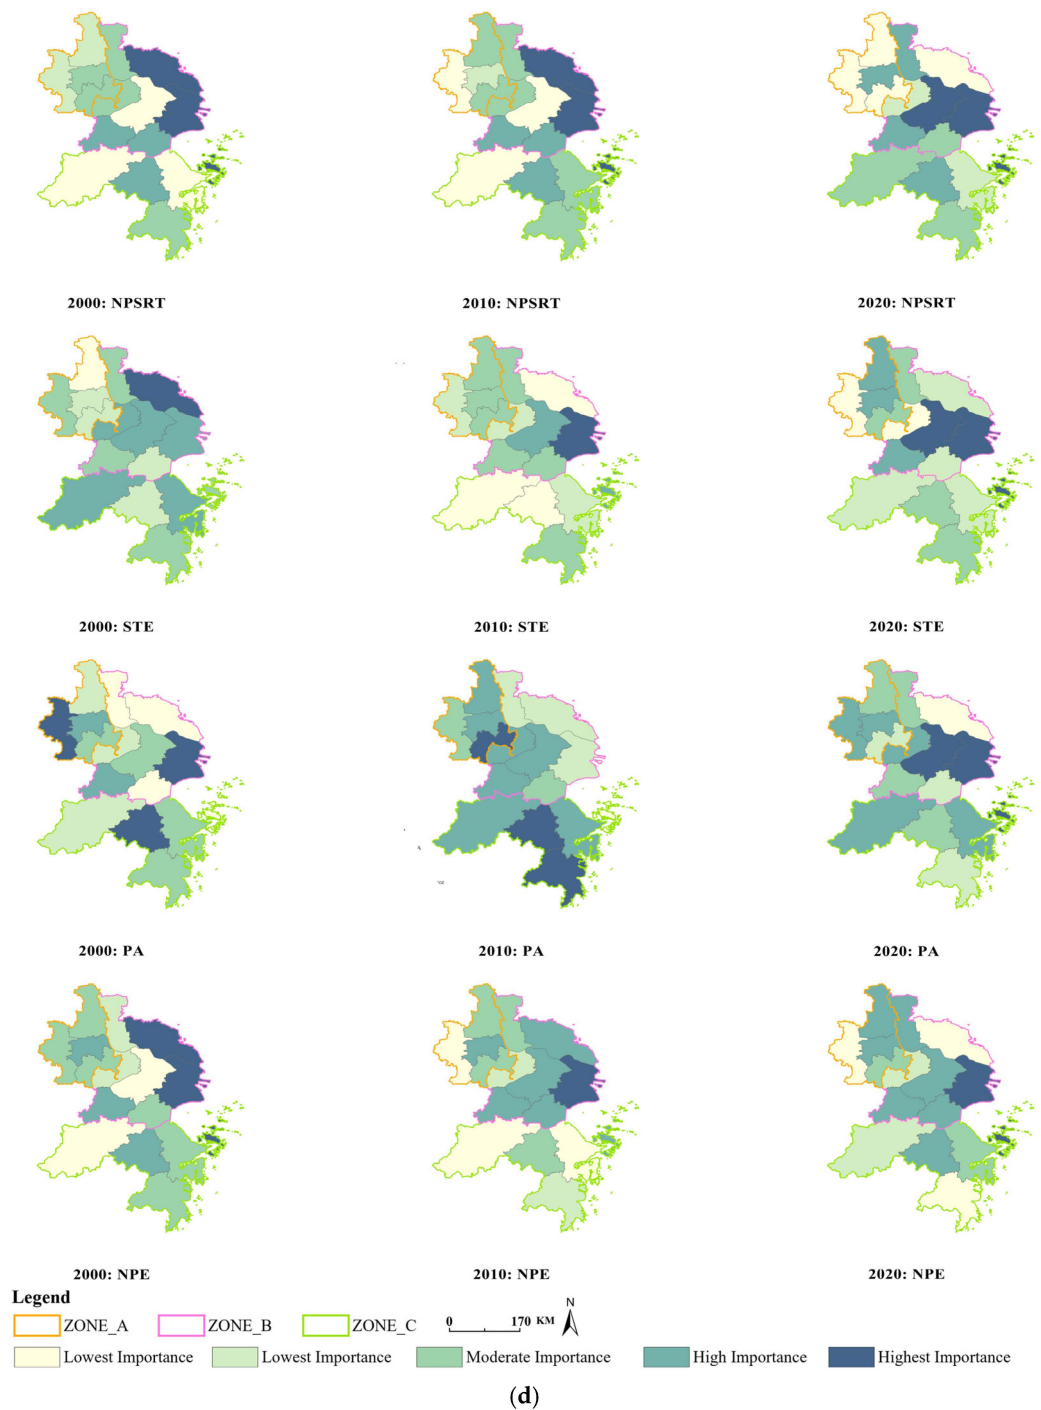 2000: NPSRT
2010: NPSRT
2020: NPSRT
2000: STE
2010: STE
2020: STE
2000: PA
2010: PA
2020: PA
2000: NPE
2010: NPE
2020: NPE
Legend
ZONE_A ZONE_B ZONE_C 0 170 KM N
Lowest Importance Lowest Importance Moderate Importance High Importance Highest Importance
(d)